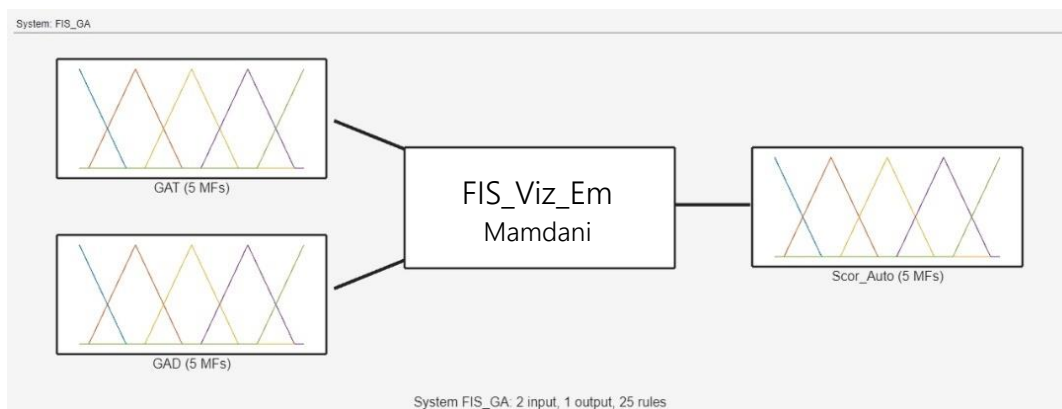 System: FIS_GA
GAT (5 MFs)
FIS_Viz_Em
Mamdani
GAD (5 MFs)
Scor_Auto (5 MFs)
System FIS_GA: 2 input, 1 output, 25 rules